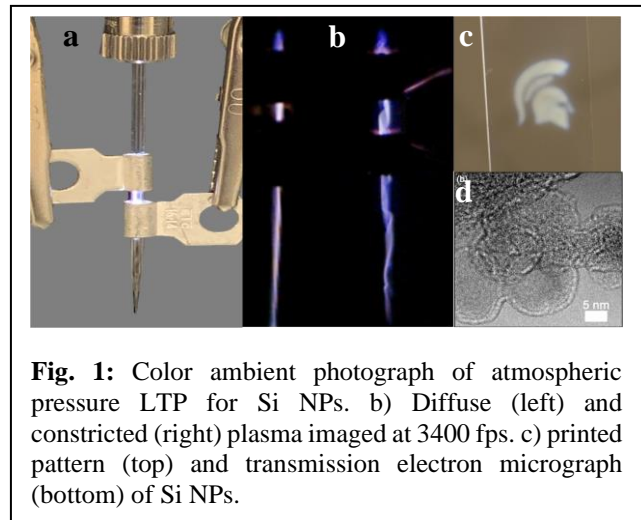 a
b
c
(b)
d
5 nm
Fig. 1: Color ambient photograph of atmospheric
pressure LTP for Si NPs. b) Diffuse (left) and
constricted (right) plasma imaged at 3400 fps. c) printed
pattern (top) and transmission electron micrograph
(bottom) of Si NPs.